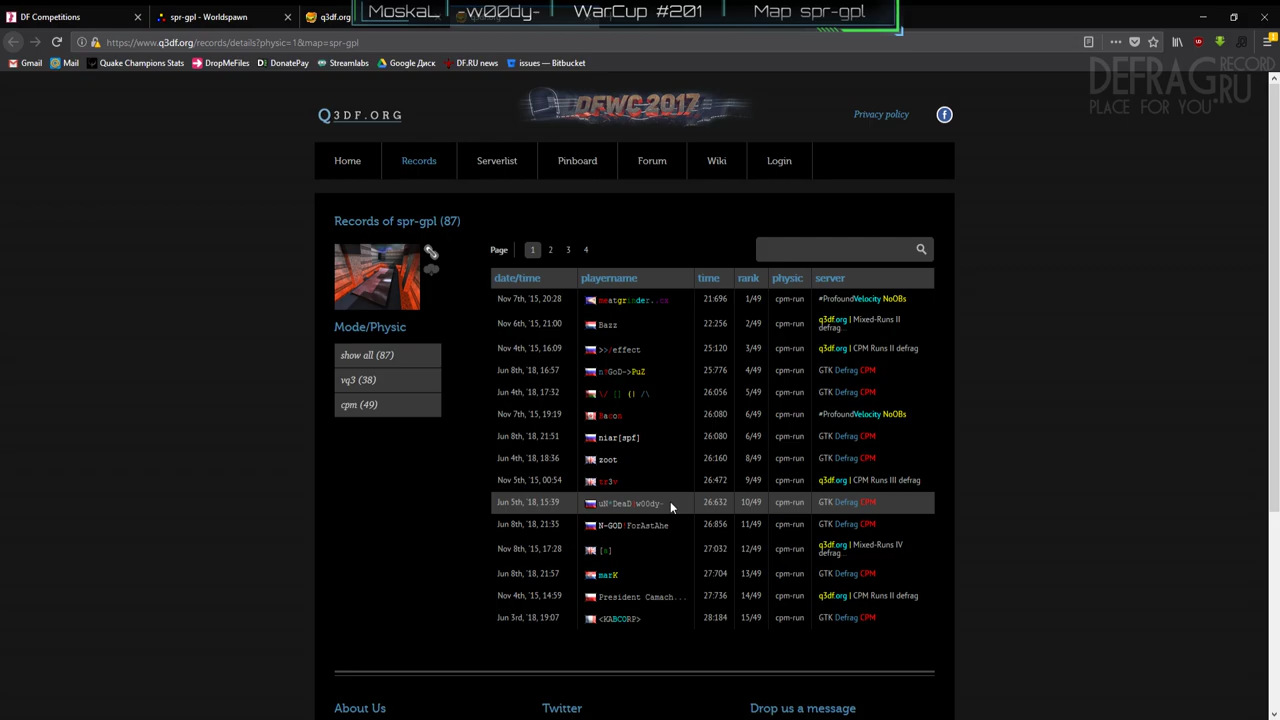 MoskaL -w00dy- WarCup #201 Map spr-gpl
DF Competitions
spr-gpl - Worldspawn
q3df.org
https://www.q3df.org/records/details?physic=1&map=spr-gpl
Gmail Mail Quake Champions Stats DropMeFiles DonatePay Streamlabs Google Диск DF.RU news issues — Bitbucket
DEFRAG.RU
RECORD
PLACE FOR YOU
Q3DF.ORG
DFWC 2017
Privacy policy
Home Records Serverlist Pinboard Forum Wiki Login
Records of spr-gpl (87)
Page 1 2 3 4
Mode/Physic
show all (87)
vq3 (38)
cpm (49)
date/time playername time rank physic server
Nov 7th, '15, 20:28 meatgrinder..xx 21:696 1/49 cpm-run #ProfoundVelocity NoOBs
Nov 6th, '15, 21:00 Bazz 22:256 2/49 cpm-run q3df.org | Mixed-Runs II defrag...
Nov 4th, '15, 16:09 >>/effect 25:120 3/49 cpm-run q3df.org | CPM Runs II defrag
Jun 8th, '18, 16:57 n?GoD->PuZ 25:776 4/49 cpm-run GTK Defrag CPM
Jun 4th, '18, 17:32 \/ [] (| /\ 26:056 5/49 cpm-run GTK Defrag CPM
Nov 7th, '15, 19:19 Bacon 26:080 6/49 cpm-run #ProfoundVelocity NoOBs
Jun 8th, '18, 21:51 niar[spf] 26:080 6/49 cpm-run GTK Defrag CPM
Jun 4th, '18, 18:36 zoot 26:160 8/49 cpm-run GTK Defrag CPM
Nov 5th, '15, 00:54 tr3v 26:472 9/49 cpm-run q3df.org | CPM Runs III defrag
Jun 5th, '18, 15:39 uN*DeaD!w00dy- 26:632 10/49 cpm-run GTK Defrag CPM
Jun 8th, '18, 21:35 N-GOD!ForAstAhe 26:856 11/49 cpm-run GTK Defrag CPM
Nov 8th, '15, 17:28 [a] 27:032 12/49 cpm-run q3df.org | Mixed-Runs IV defrag...
Jun 8th, '18, 21:57 marK 27:704 13/49 cpm-run GTK Defrag CPM
Nov 4th, '15, 14:59 President Camach... 27:736 14/49 cpm-run q3df.org | CPM Runs II defrag
Jun 3rd, '18, 19:07 <KABCORP> 28:184 15/49 cpm-run GTK Defrag CPM
About Us Twitter Drop us a message